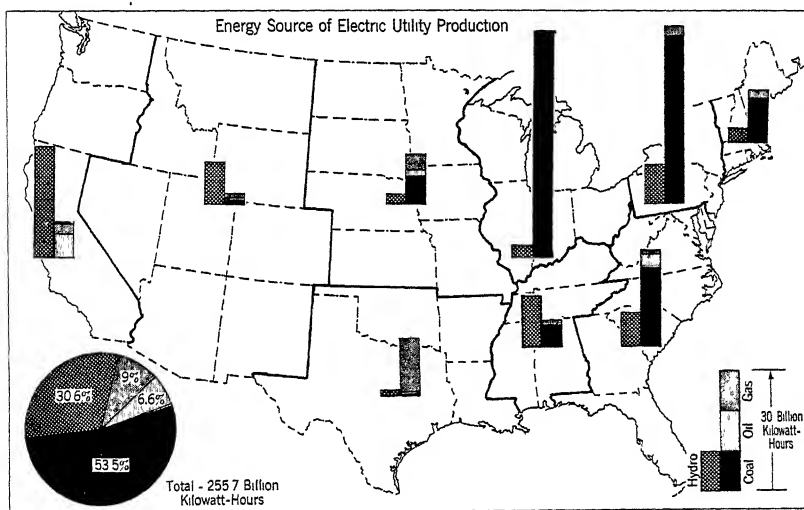 Energy Source of Electric Utility Production
30 6%
9%
6.6%
53 5%
Total - 255 7 Billion
Kilowatt-Hours
Gas
Oil
Hydro
Coal
30 Billion
Kilowatt-
Hours